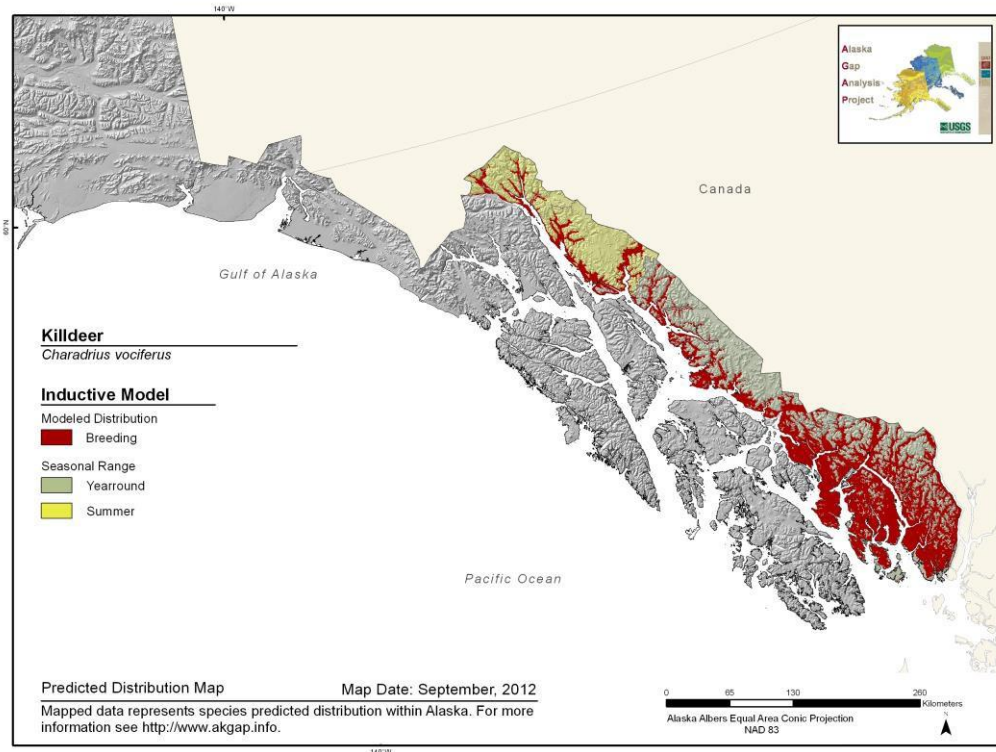 140°W
Alaska
Gap
Analysis
Project
USGS
Canada
60°N
Gulf of Alaska
Killdeer
Charadrius vociferus
Inductive Model
Modeled Distribution
Breeding
Seasonal Range
Yearround
Summer
Pacific Ocean
Predicted Distribution Map Map Date: September, 2012
Mapped data represents species predicted distribution within Alaska. For more
information see http://www.akgap.info.
0 65 130 260
Kilometers
Alaska Albers Equal Area Conic Projection
NAD 83
N
140°W